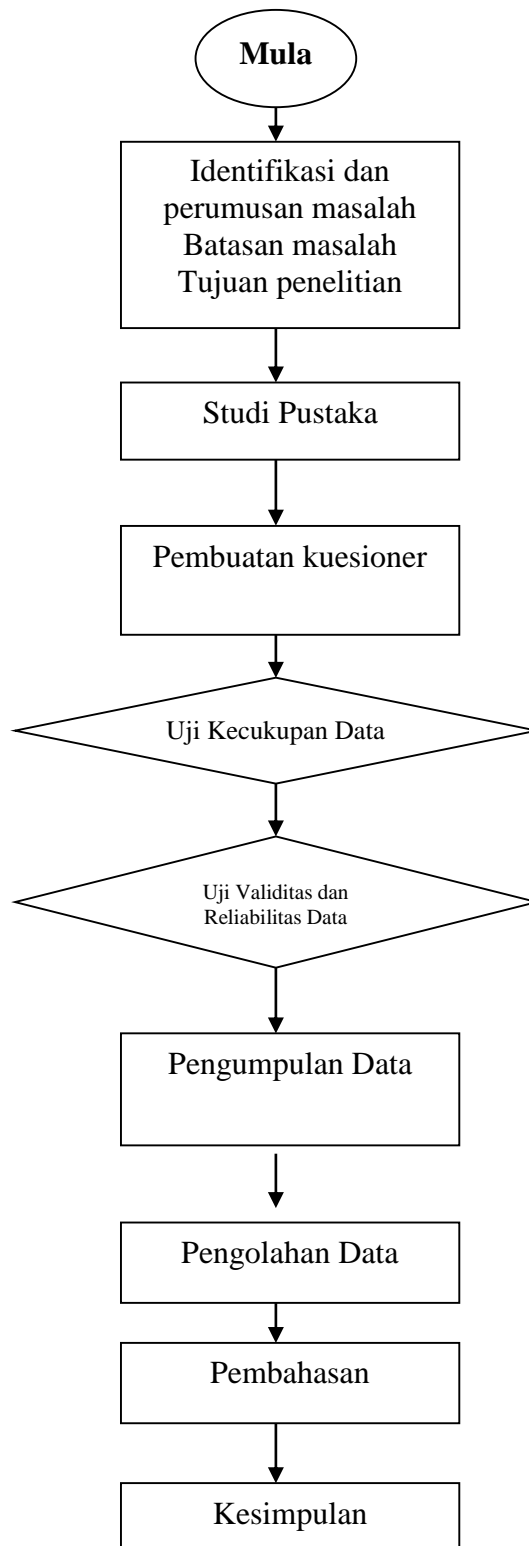 Mula
Identifikasi dan
perumusan masalah
Batasan masalah
Tujuan penelitian
Studi Pustaka
Pembuatan kuesioner
Uji Kecukupan Data
Uji Validitas dan
Reliabilitas Data
Pengumpulan Data
Pengolahan Data
Pembahasan
Kesimpulan